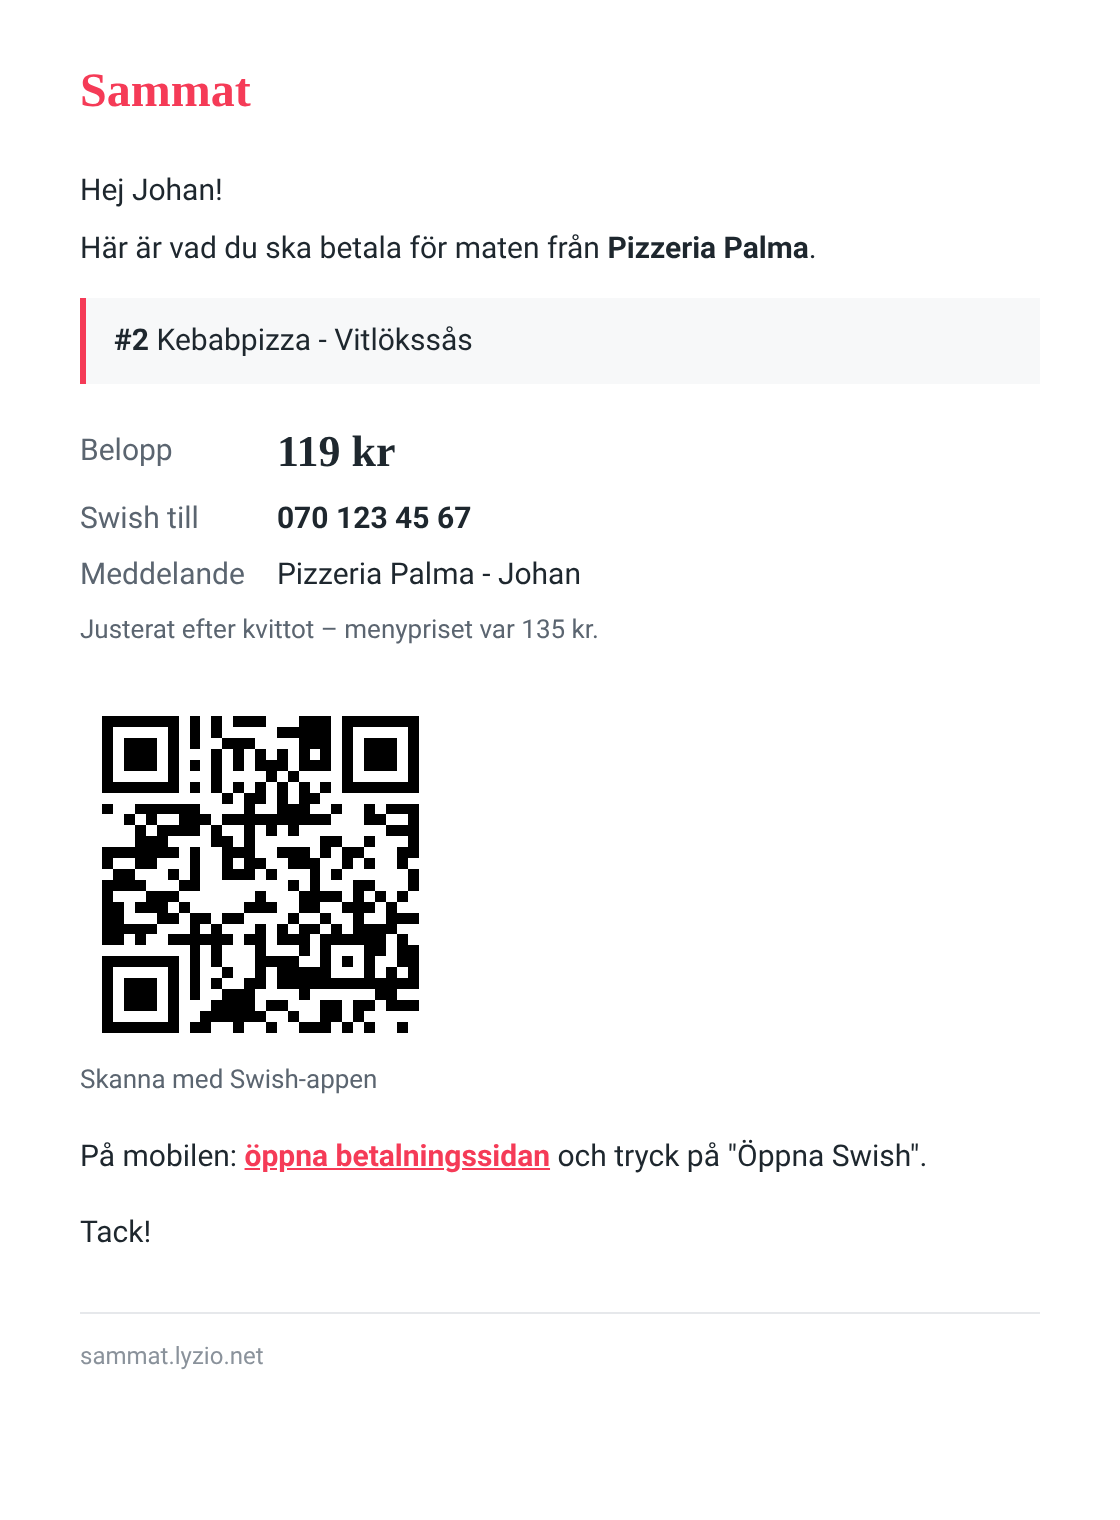 Sammat
Hej Johan!
Här är vad du ska betala för maten från Pizzeria Palma.
#2 Kebabpizza - Vitlökssås
Belopp 119 kr
Swish till 070 123 45 67
Meddelande Pizzeria Palma - Johan
Justerat efter kvittot – menypriset var 135 kr.
Skanna med Swish-appen
På mobilen: öppna betalningssidan och tryck på "Öppna Swish".
Tack!
sammat.lyzio.net